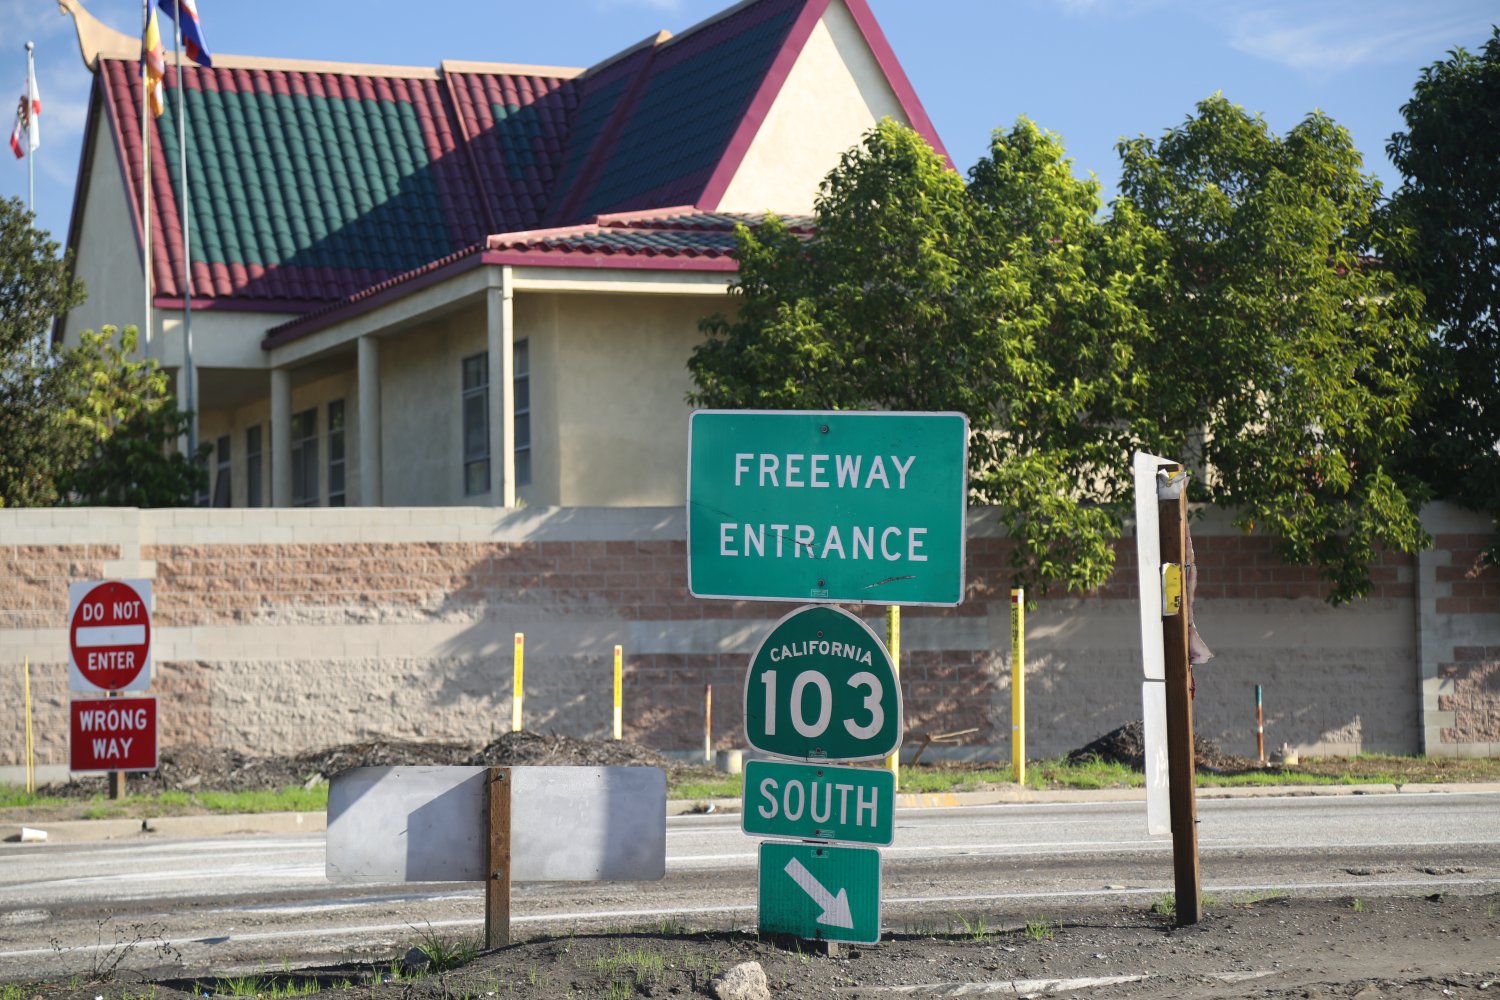 FREEWAY
ENTRANCE
CALIFORNIA
103
SOUTH
DO NOT
ENTER
WRONG
WAY